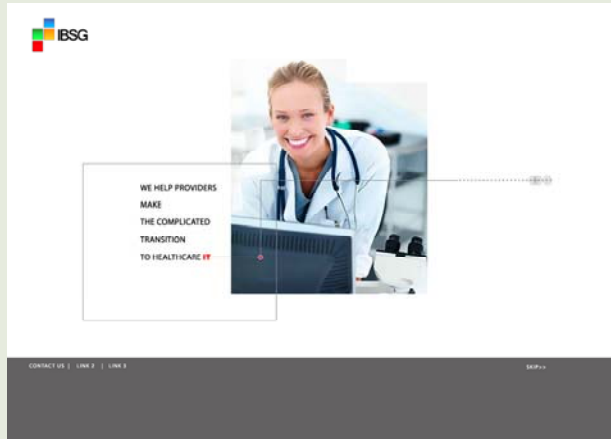 IBSG
WE HELP PROVIDERS
MAKE
THE COMPLICATED
TRANSITION
TO HEALTHCARE IT
CONTACT US | LINK 2 | LINK 3
SKIP>>